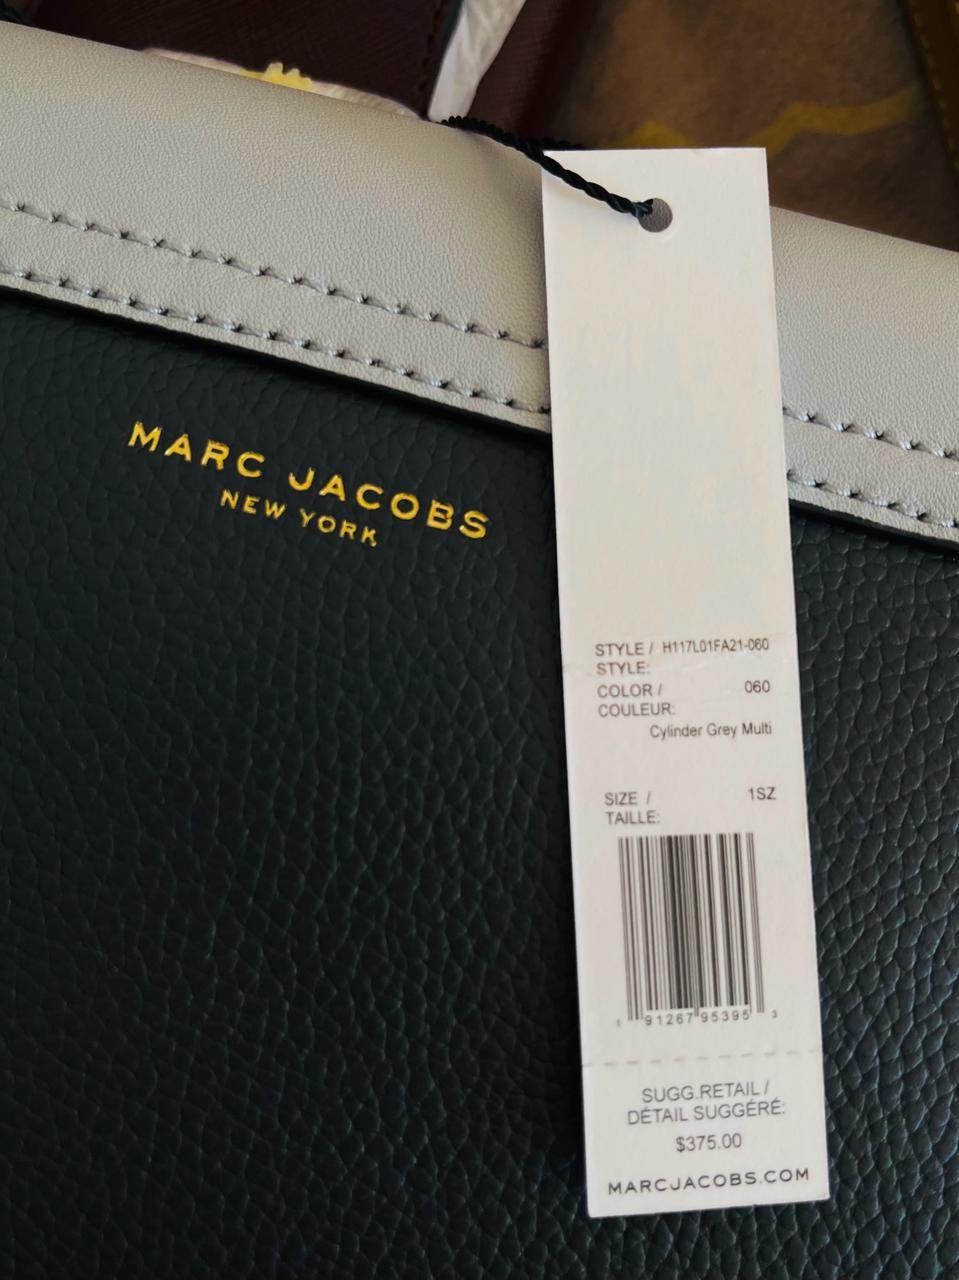 MARC JACOBS
NEW YORK
STYLE / H117L01FA21-060
STYLE:
COLOR / 060
COULEUR:
Cylinder Grey Multi
SIZE / 1SZ
TAILLE:
1 91267 95395 3
SUGG.RETAIL /
DÉTAIL SUGGÉRÉ:
$375.00
MARCJACOBS.COM